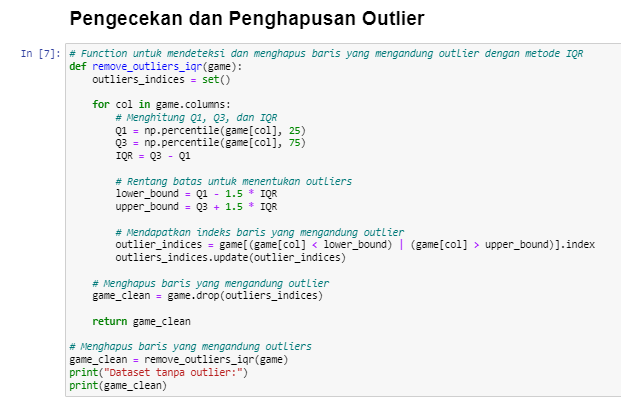 Pengecekan dan Penghapusan Outlier
In [7]: # Function untuk mendeteksi dan menghapus baris yang mengandung outlier dengan metode IQR
def remove_outliers_iqr(game):
    outliers_indices = set()

    for col in game.columns:
        # Menghitung Q1, Q3, dan IQR
        Q1 = np.percentile(game[col], 25)
        Q3 = np.percentile(game[col], 75)
        IQR = Q3 - Q1

        # Rentang batas untuk menentukan outliers
        lower_bound = Q1 - 1.5 * IQR
        upper_bound = Q3 + 1.5 * IQR

        # Mendapatkan indeks baris yang mengandung outlier
        outlier_indices = game[(game[col] < lower_bound) | (game[col] > upper_bound)].index
        outliers_indices.update(outlier_indices)

    # Menghapus baris yang mengandung outlier
    game_clean = game.drop(outliers_indices)

    return game_clean

# Menghapus baris yang mengandung outliers
game_clean = remove_outliers_iqr(game)
print("Dataset tanpa outlier:")
print(game_clean)